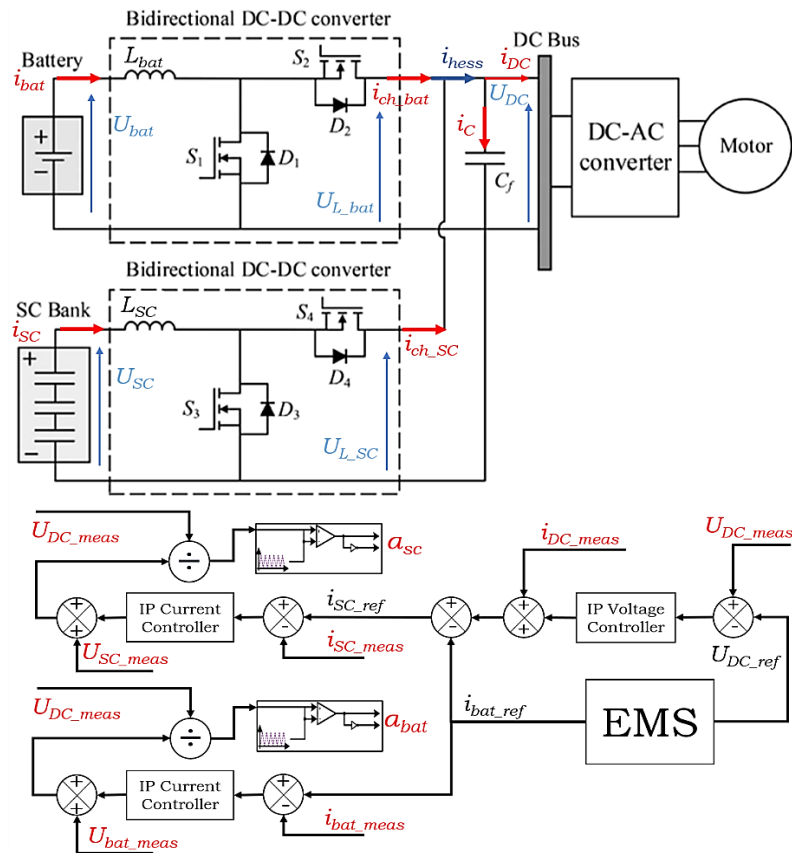 Bidirectional DC-DC converter
Battery
L_bat
S_2
i_bat
i_ch_bat
i_hess
i_DC
DC Bus
U_bat
D_2
U_DC
S_1
D_1
i_C
C_f
U_L_bat
DC-AC
converter
Motor
Bidirectional DC-DC converter
SC Bank
L_SC
S_4
i_SC
i_ch_SC
U_SC
D_4
S_3
D_3
U_L_SC
U_DC_meas
÷
a_sc
i_DC_meas
U_DC_meas
i_SC_ref
IP Current
Controller
IP Voltage
Controller
U_SC_meas
i_SC_meas
U_DC_ref
U_DC_meas
÷
a_bat
i_bat_ref
EMS
IP Current
Controller
U_bat_meas
i_bat_meas